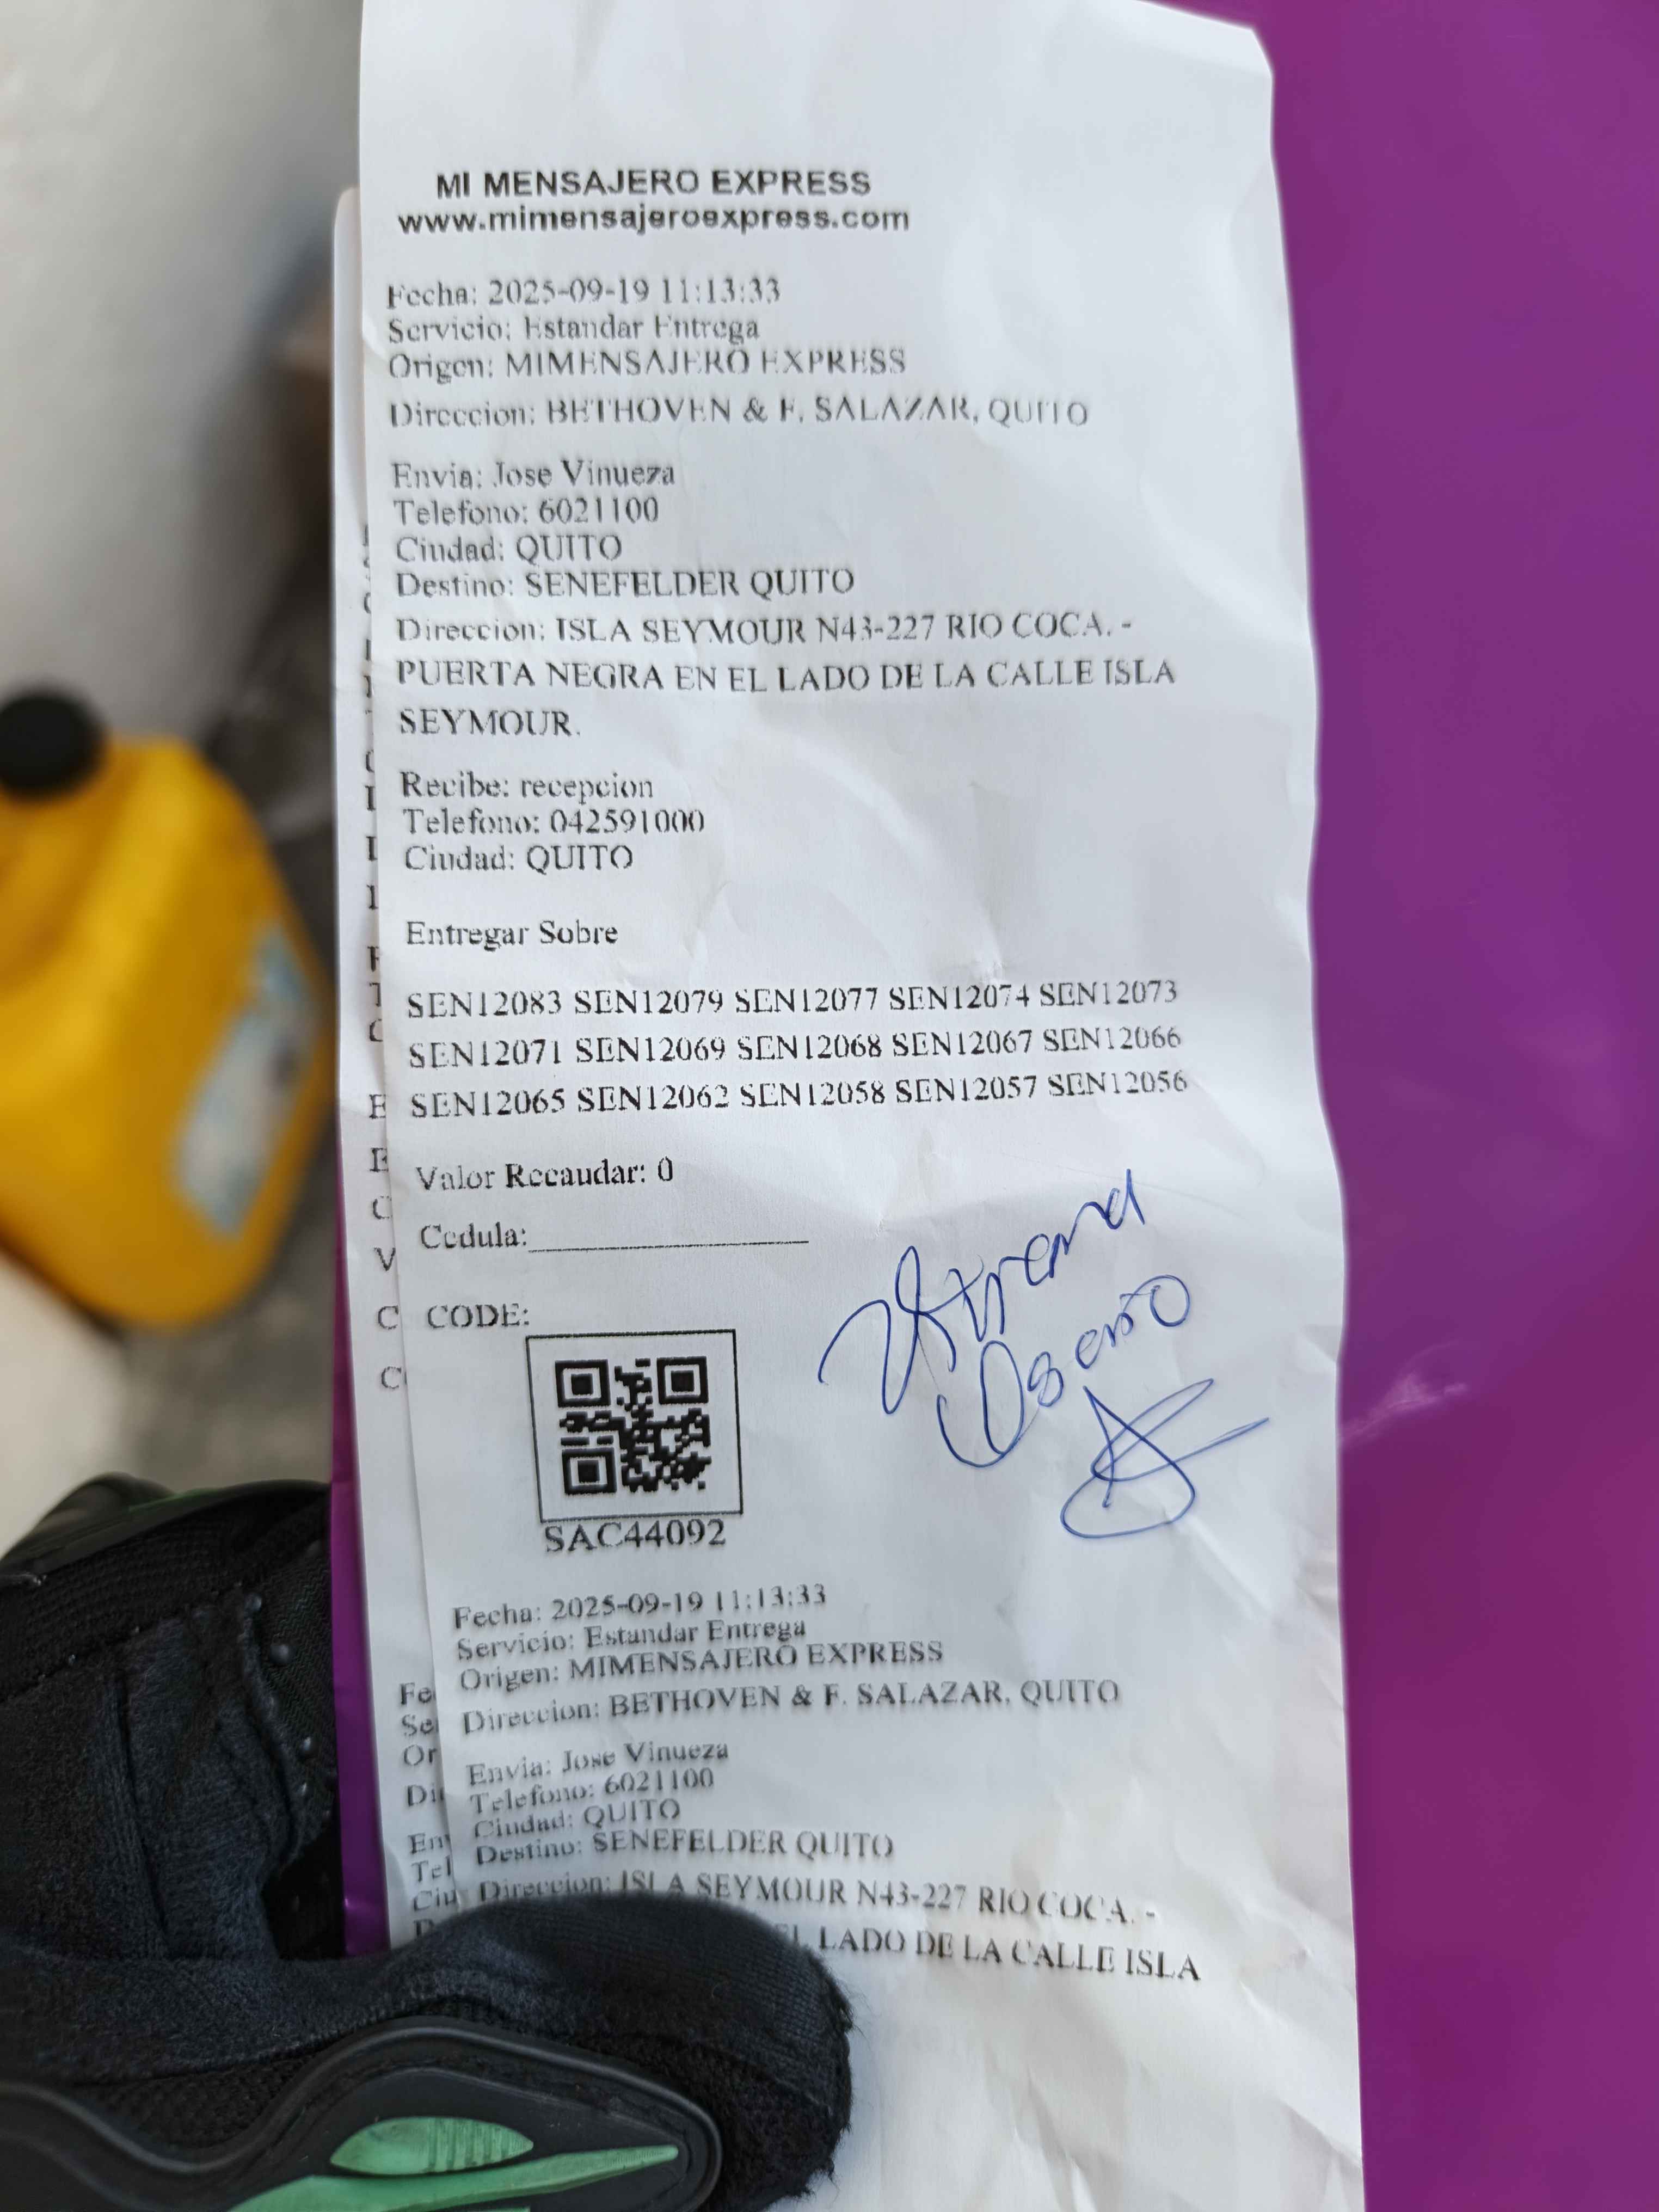 MI MENSAJERO EXPRESS
www.mimensajeroexpress.com
Fecha: 2025-09-19 11:13:33
Servicio: Estandar Entrega
Origen: MIMENSAJERO EXPRESS
Direccion: BETHOVEN & F. SALAZAR, QUITO
Envia: Jose Vinueza
Telefono: 6021100
Ciudad: QUITO
Destino: SENEFELDER QUITO
Direccion: ISLA SEYMOUR N43-227 RIO COCA. -
PUERTA NEGRA EN EL LADO DE LA CALLE ISLA
SEYMOUR.
Recibe: recepcion
Telefono: 042591000
Ciudad: QUITO
Entregar Sobre
SEN12083 SEN12079 SEN12077 SEN12074 SEN12073
SEN12071 SEN12069 SEN12068 SEN12067 SEN12066
SEN12065 SEN12062 SEN12058 SEN12057 SEN12056
Valor Recaudar: 0
Cedula:
CODE:
SAC44092
Fecha: 2025-09-19 11:13:33
Servicio: Estandar Entrega
Origen: MIMENSAJERO EXPRESS
Direccion: BETHOVEN & F. SALAZAR, QUITO
Envia: Jose Vinueza
Telefono: 6021100
Ciudad: QUITO
Destino: SENEFELDER QUITO
Direccion: ISLA SEYMOUR N43-227 RIO COCA. -
LADO DE LA CALLE ISLA